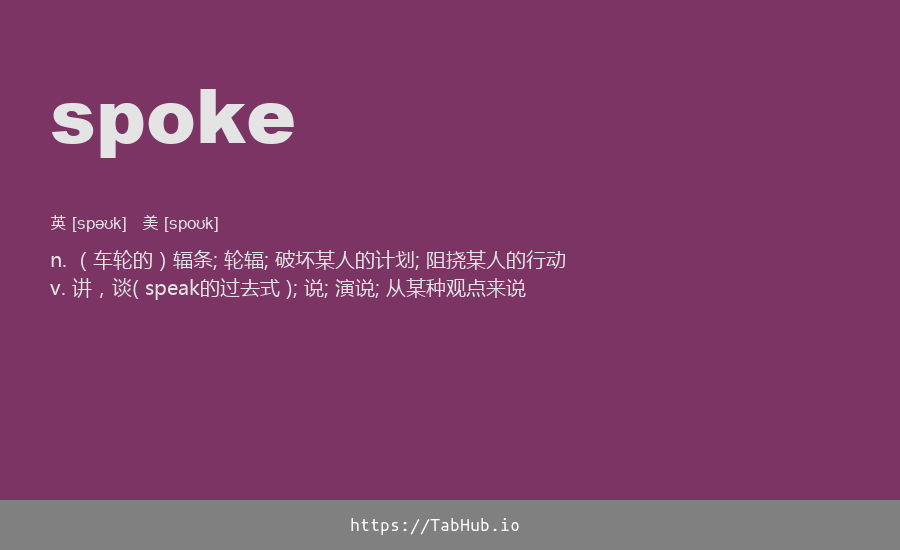 spoke
英 [spəʊk] 美 [spoʊk]
n. （车轮的）辐条; 轮辐; 破坏某人的计划; 阻挠某人的行动
v. 讲，谈( speak的过去式 ); 说; 演说; 从某种观点来说
https://TabHub.io